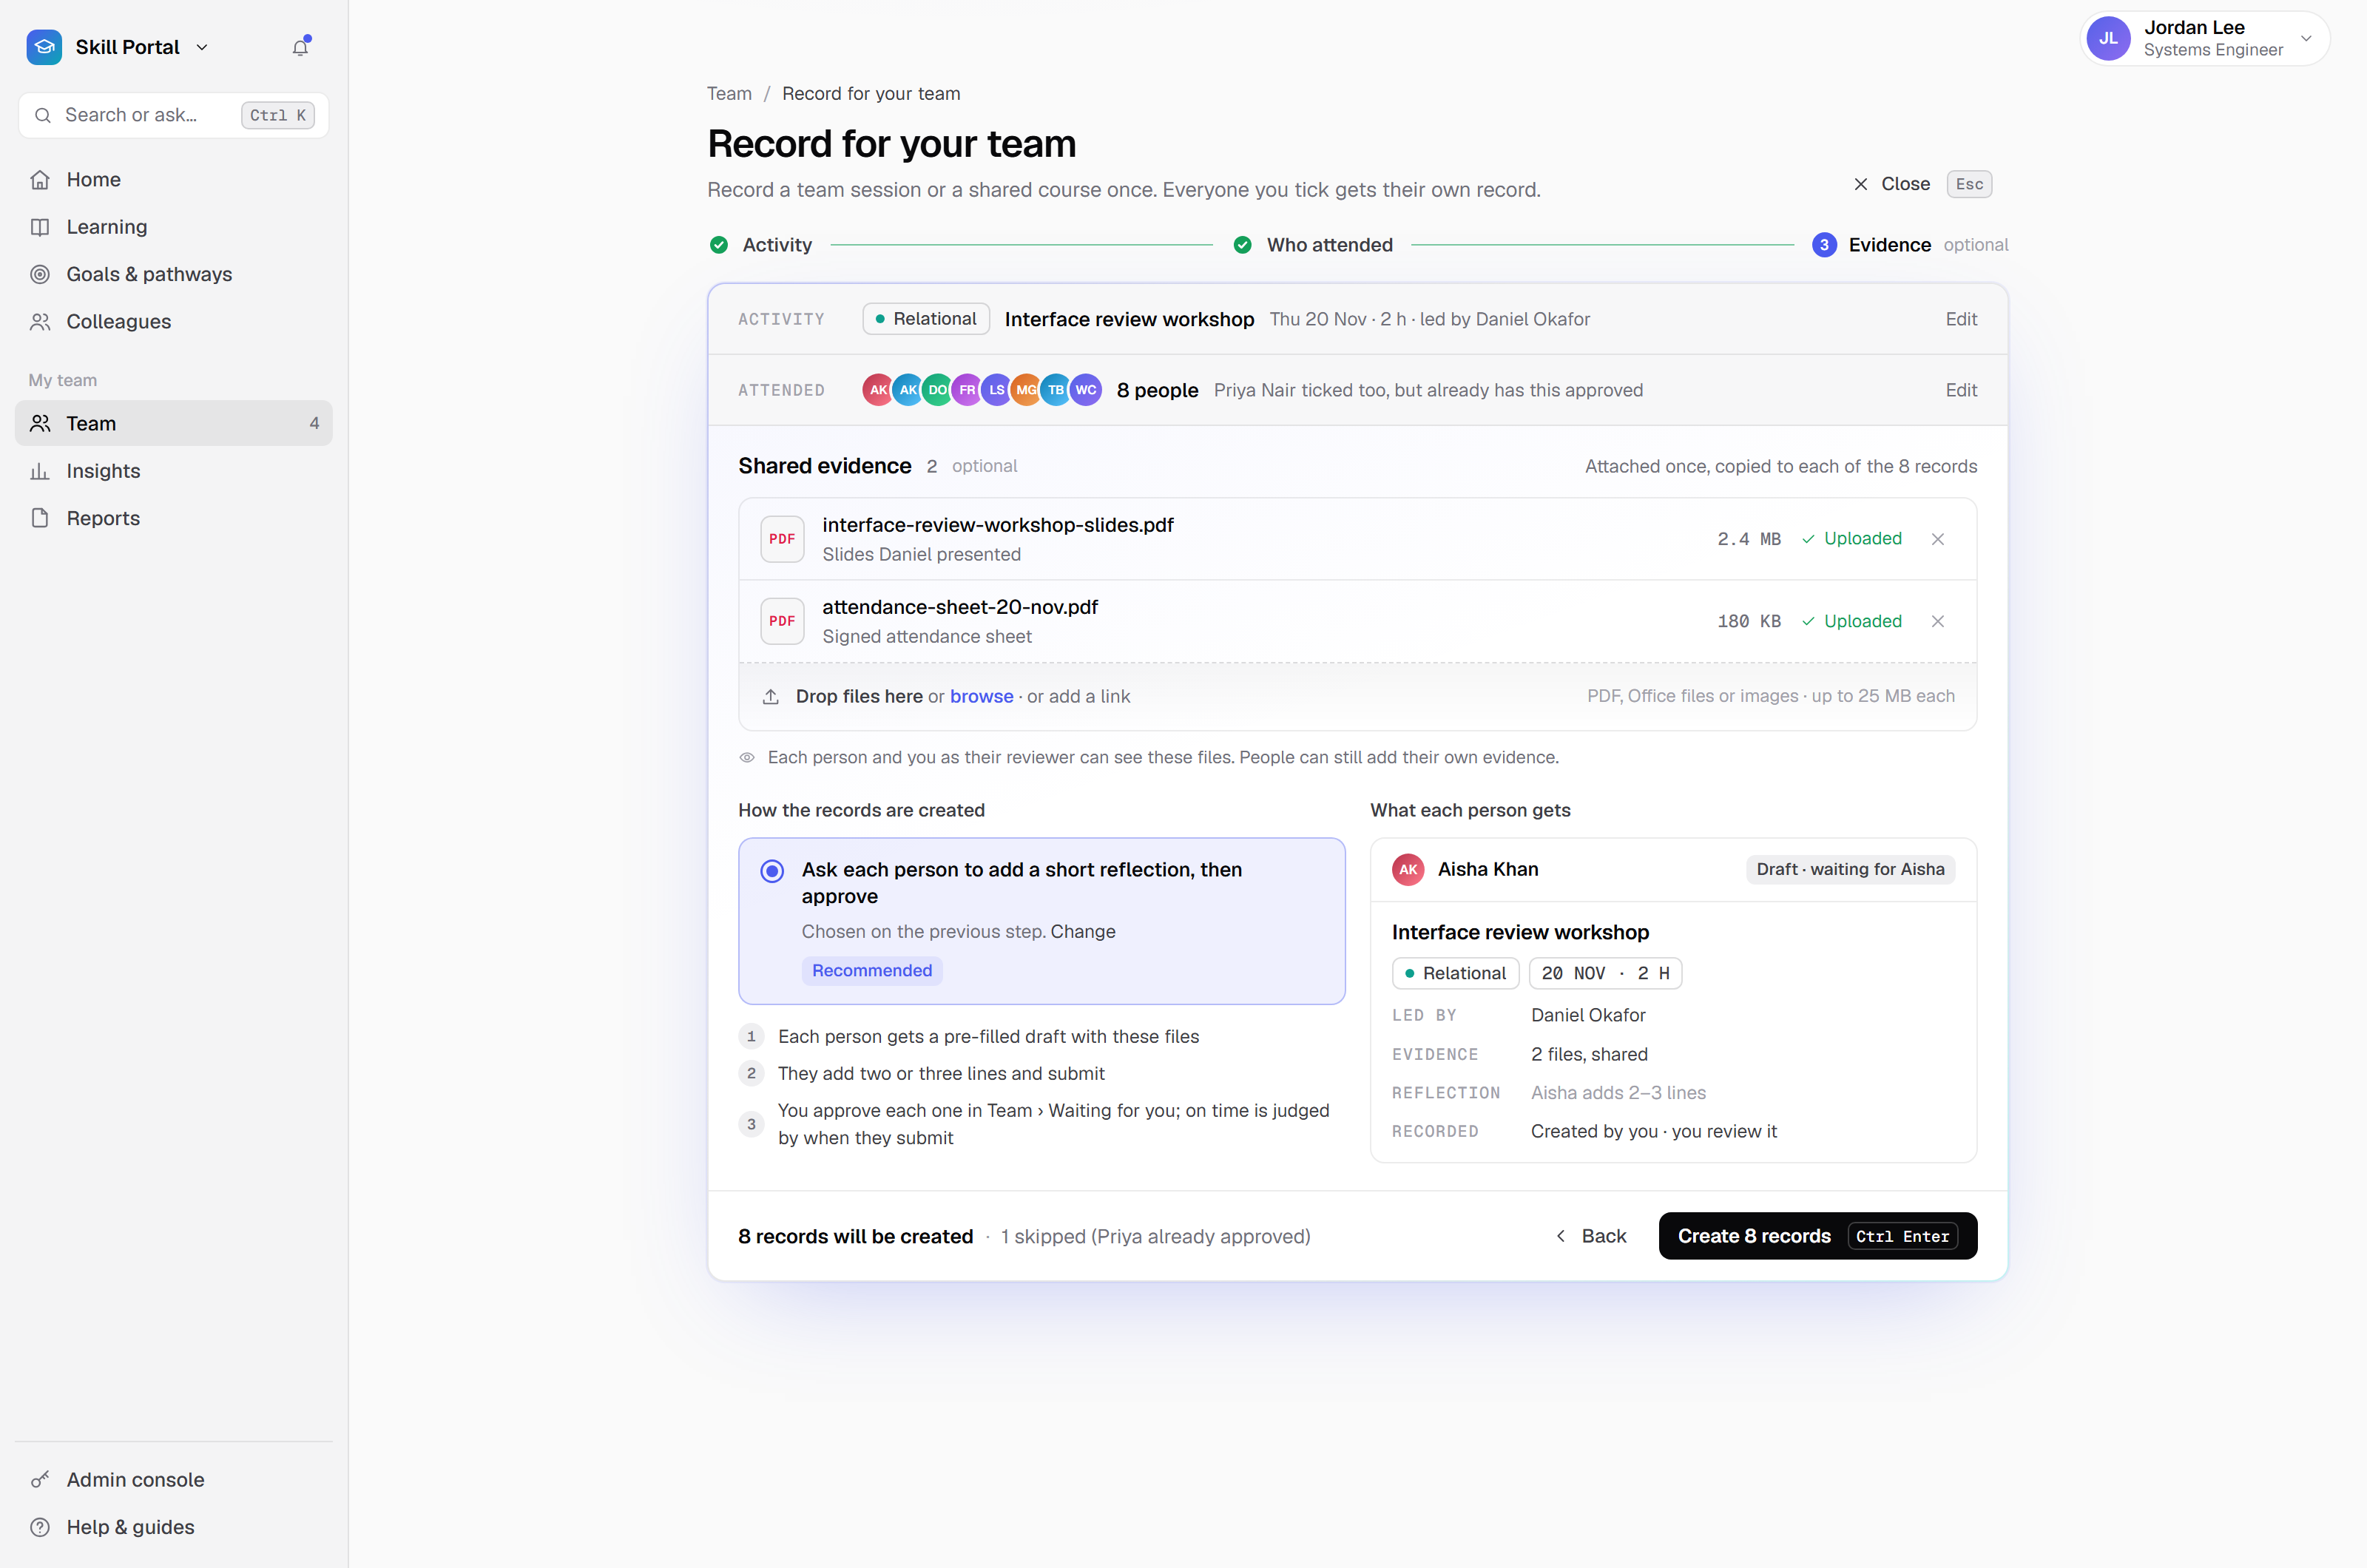 Skill Portal
Search or ask... Ctrl K
Home
Learning
Goals & pathways
Colleagues
My team
Team 4
Insights
Reports
Admin console
Help & guides
JL Jordan Lee
Systems Engineer
Team / Record for your team
Record for your team
Record a team session or a shared course once. Everyone you tick gets their own record.
Close Esc
Activity
Who attended
3 Evidence optional
ACTIVITY Relational Interface review workshop Thu 20 Nov · 2 h · led by Daniel Okafor Edit
ATTENDED AK AK DO FR LS MG TB WC 8 people Priya Nair ticked too, but already has this approved Edit
Shared evidence 2 optional Attached once, copied to each of the 8 records
PDF interface-review-workshop-slides.pdf
Slides Daniel presented
2.4 MB Uploaded
PDF attendance-sheet-20-nov.pdf
Signed attendance sheet
180 KB Uploaded
Drop files here or browse · or add a link PDF, Office files or images · up to 25 MB each
Each person and you as their reviewer can see these files. People can still add their own evidence.
How the records are created
Ask each person to add a short reflection, then
approve
Chosen on the previous step. Change
Recommended
1 Each person gets a pre-filled draft with these files
2 They add two or three lines and submit
3 You approve each one in Team › Waiting for you; on time is judged
by when they submit
What each person gets
AK Aisha Khan Draft · waiting for Aisha
Interface review workshop
Relational 20 NOV · 2 H
LED BY Daniel Okafor
EVIDENCE 2 files, shared
REFLECTION Aisha adds 2–3 lines
RECORDED Created by you · you review it
8 records will be created · 1 skipped (Priya already approved)
Back
Create 8 records Ctrl Enter